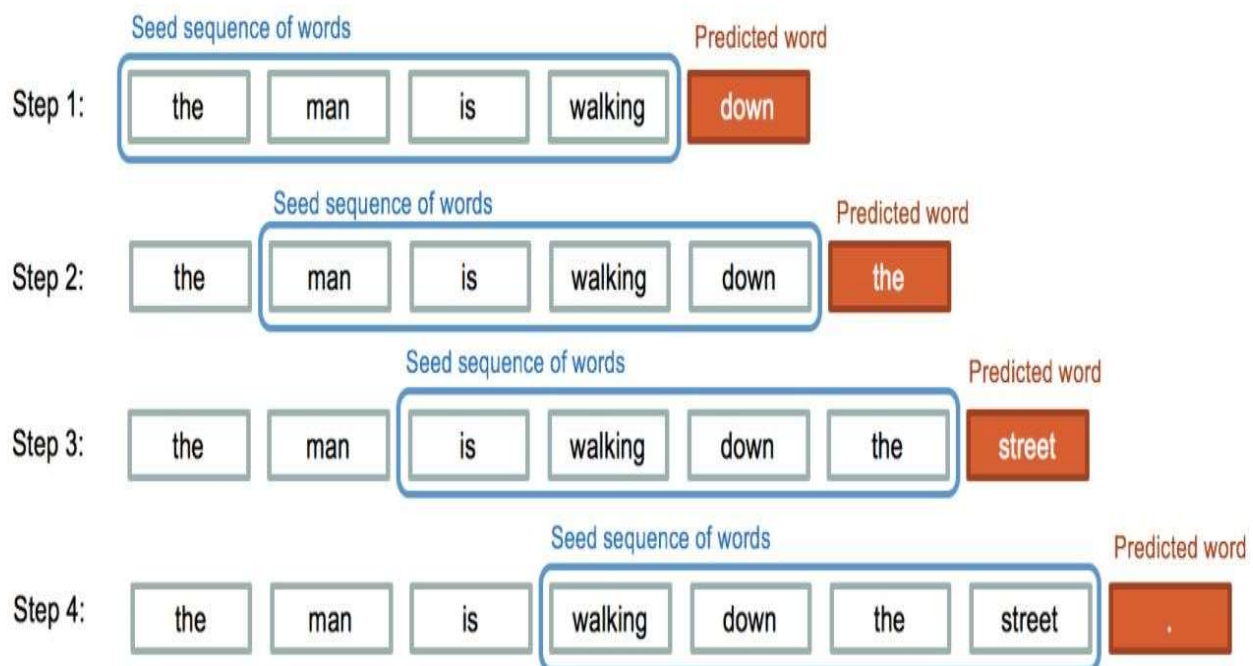 Seed sequence of words
Predicted word
Step 1: the man is walking down
Seed sequence of words
Predicted word
Step 2: the man is walking down the
Seed sequence of words
Predicted word
Step 3: the man is walking down the street
Seed sequence of words
Predicted word
Step 4: the man is walking down the street .